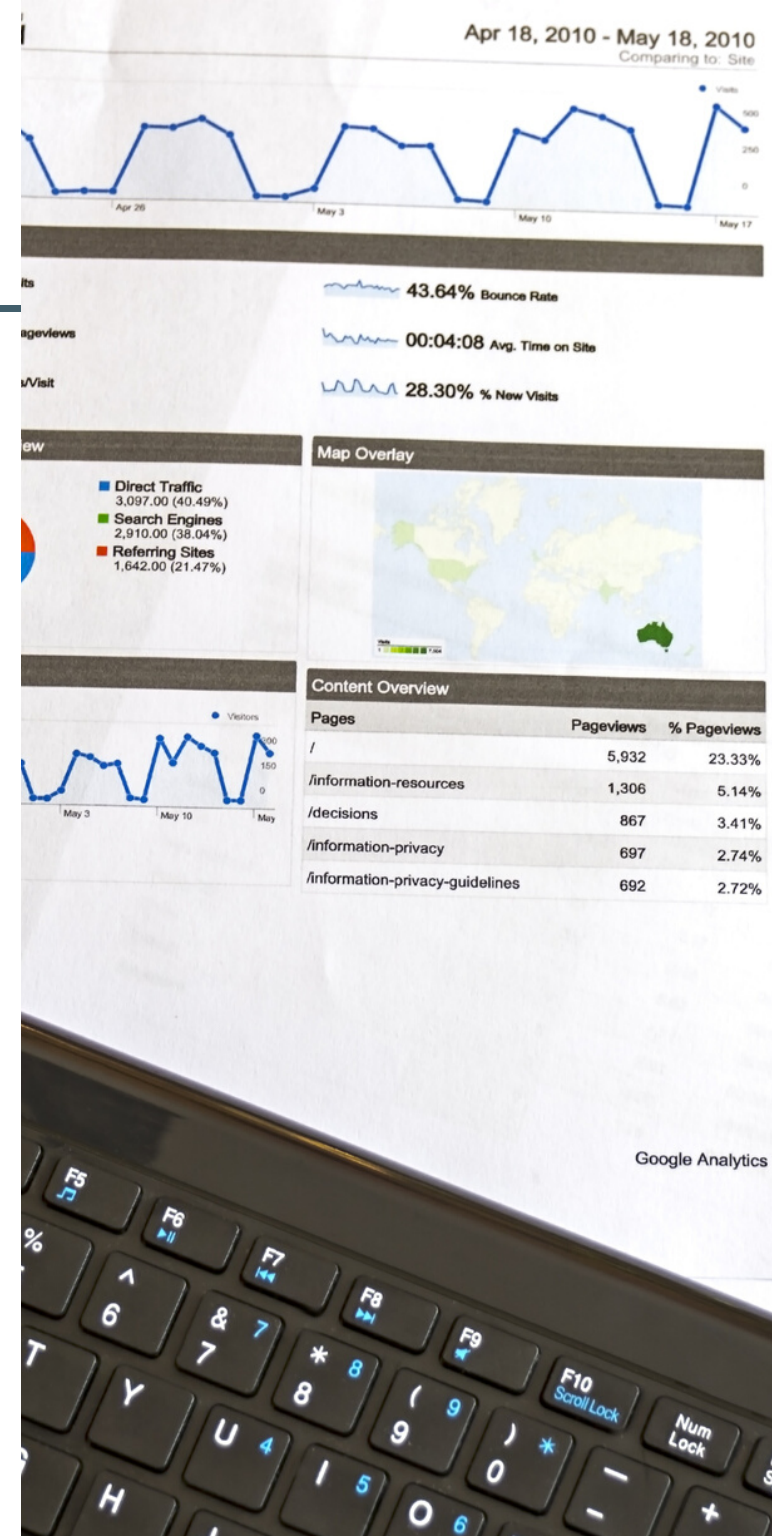 Apr 18, 2010 - May 18, 2010
Comparing to: Site
Visits
500
250
0
Apr 26
May 3
May 10
May 17
its
43.64% Bounce Rate
ageviews
00:04:08 Avg. Time on Site
s/Visit
28.30% % New Visits
ew
Map Overlay
Direct Traffic
3,097.00 (40.49%)
Search Engines
2,910.00 (38.04%)
Referring Sites
1,642.00 (21.47%)
Visitors
150
0
May 3
May 10
May
Content Overview
Pages Pageviews % Pageviews
/ 5,932 23.33%
/information-resources 1,306 5.14%
/decisions 867 3.41%
/information-privacy 697 2.74%
/information-privacy-guidelines 692 2.72%
Google Analytics
F5
F6
F7
F8
F9
F10
Scroll Lock
Num
Lock
%
^
6
& 7
7
* 8
8
( 9
9
) *
0
—
-
+
T
Y
U 4
I 5
O 6
H